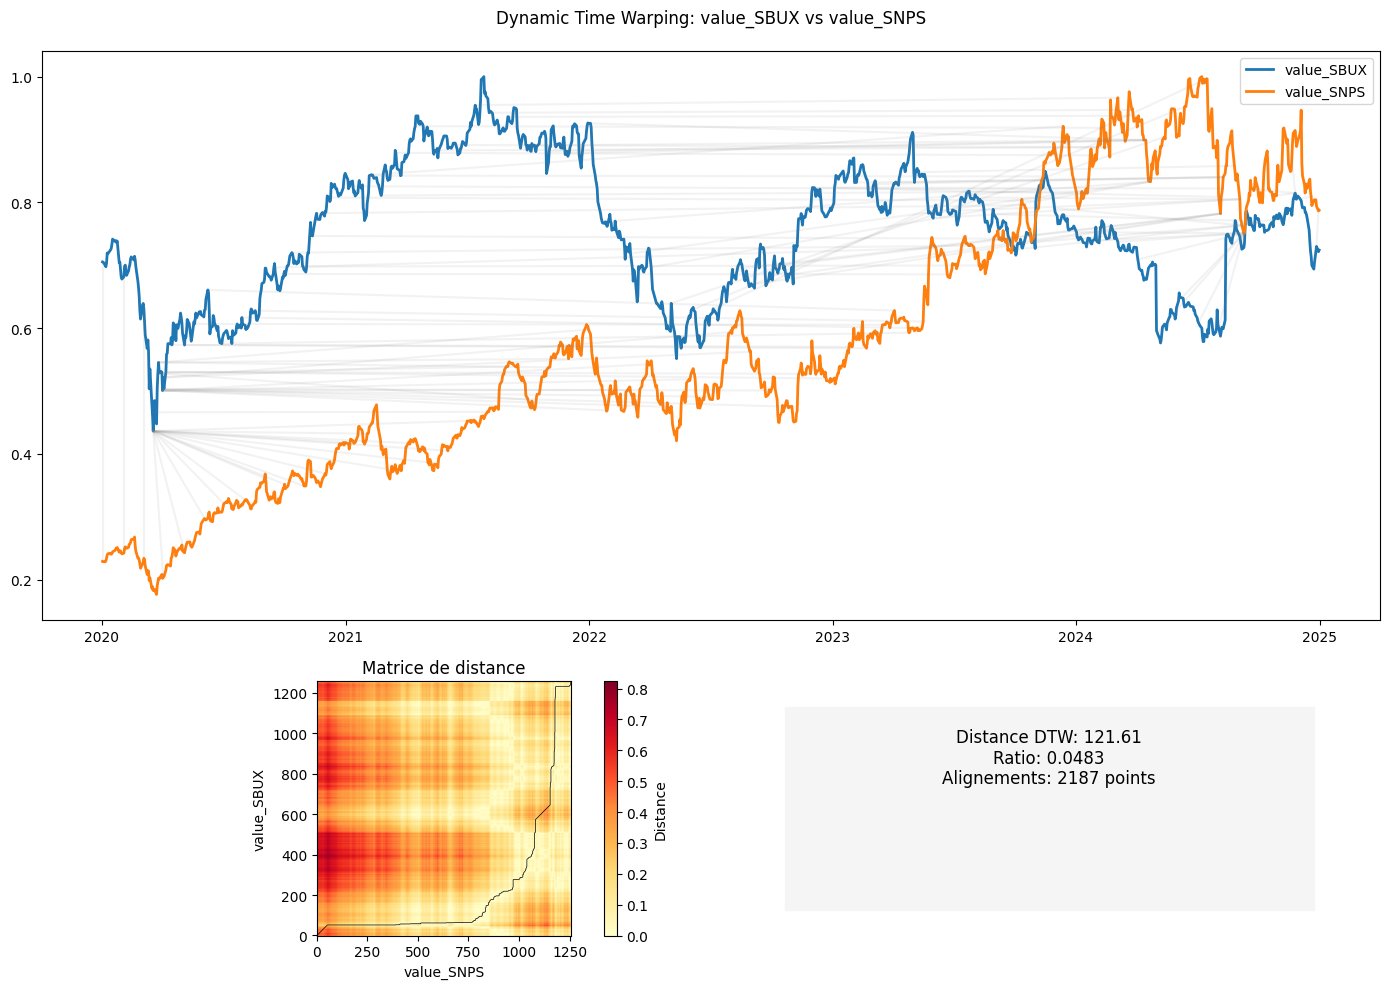 Dynamic Time Warping: value_SBUX vs value_SNPS
value_SBUX
value_SNPS
1.0
0.8
0.6
0.4
0.2
2020 2021 2022 2023 2024 2025
Matrice de distance
value_SBUX
1200
1000
800
600
400
200
0
0 250 500 750 1000 1250
value_SNPS
0.8
0.7
0.6
0.5
0.4
0.3
0.2
0.1
0.0
Distance
Distance DTW: 121.61
Ratio: 0.0483
Alignements: 2187 points